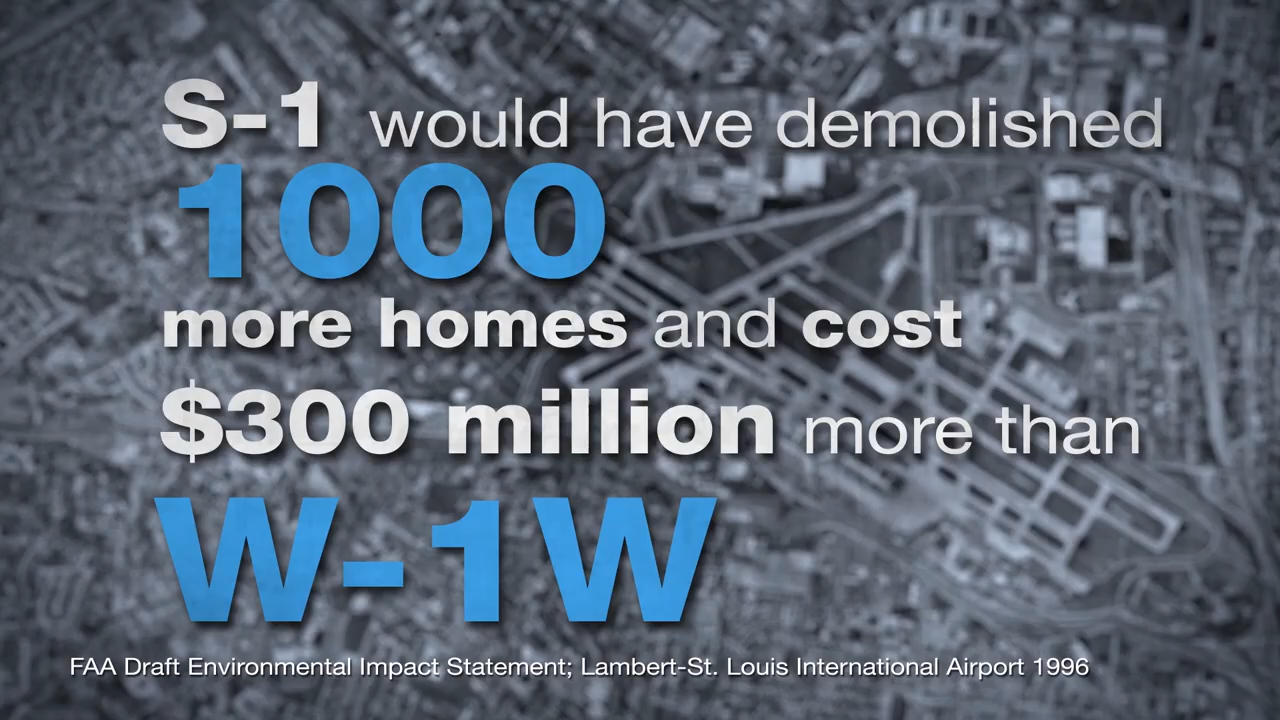 S-1 would have demolished
1000
more homes and cost
$300 million more than
W-1W
FAA Draft Environmental Impact Statement; Lambert-St. Louis International Airport 1996